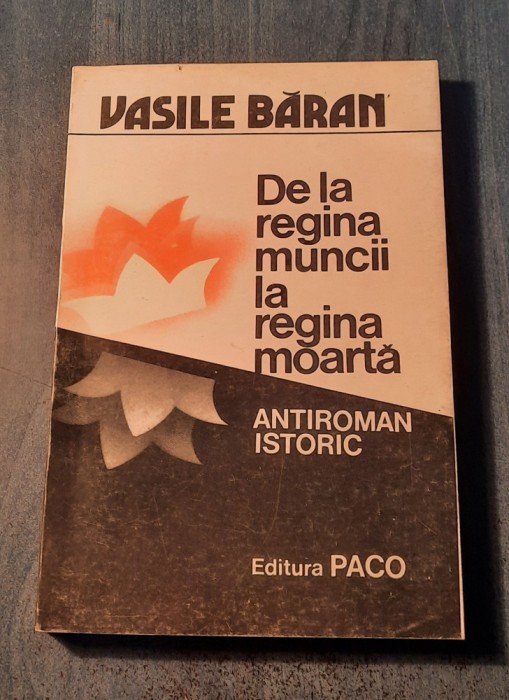 VASILE BĂRAN
De la
regina
muncii
la
regina
moartă
ANTIROMAN
ISTORIC
Editura PACO